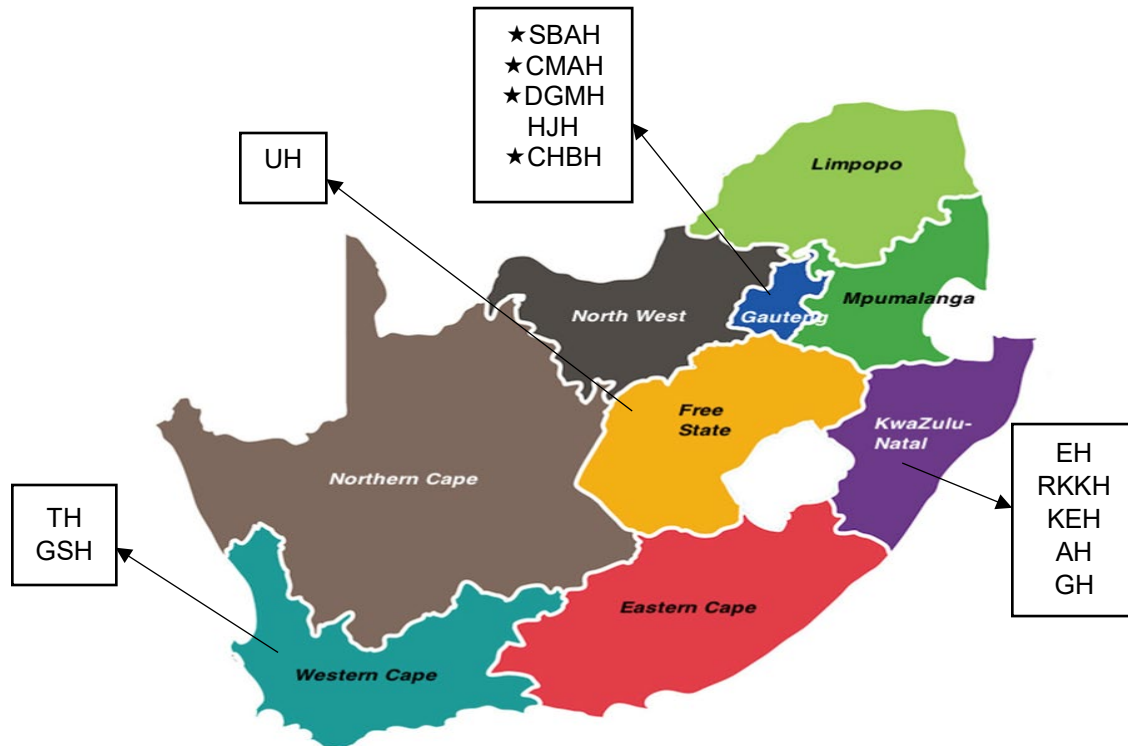 ★SBAH
★CMAH
★DGMH
HJH
★CHBH
UH
Limpopo
Mpumalanga
Gauteng
North West
Free
State
KwaZulu-
Natal
Northern Cape
EH
RKKH
KEH
AH
GH
TH
GSH
Eastern Cape
Western Cape